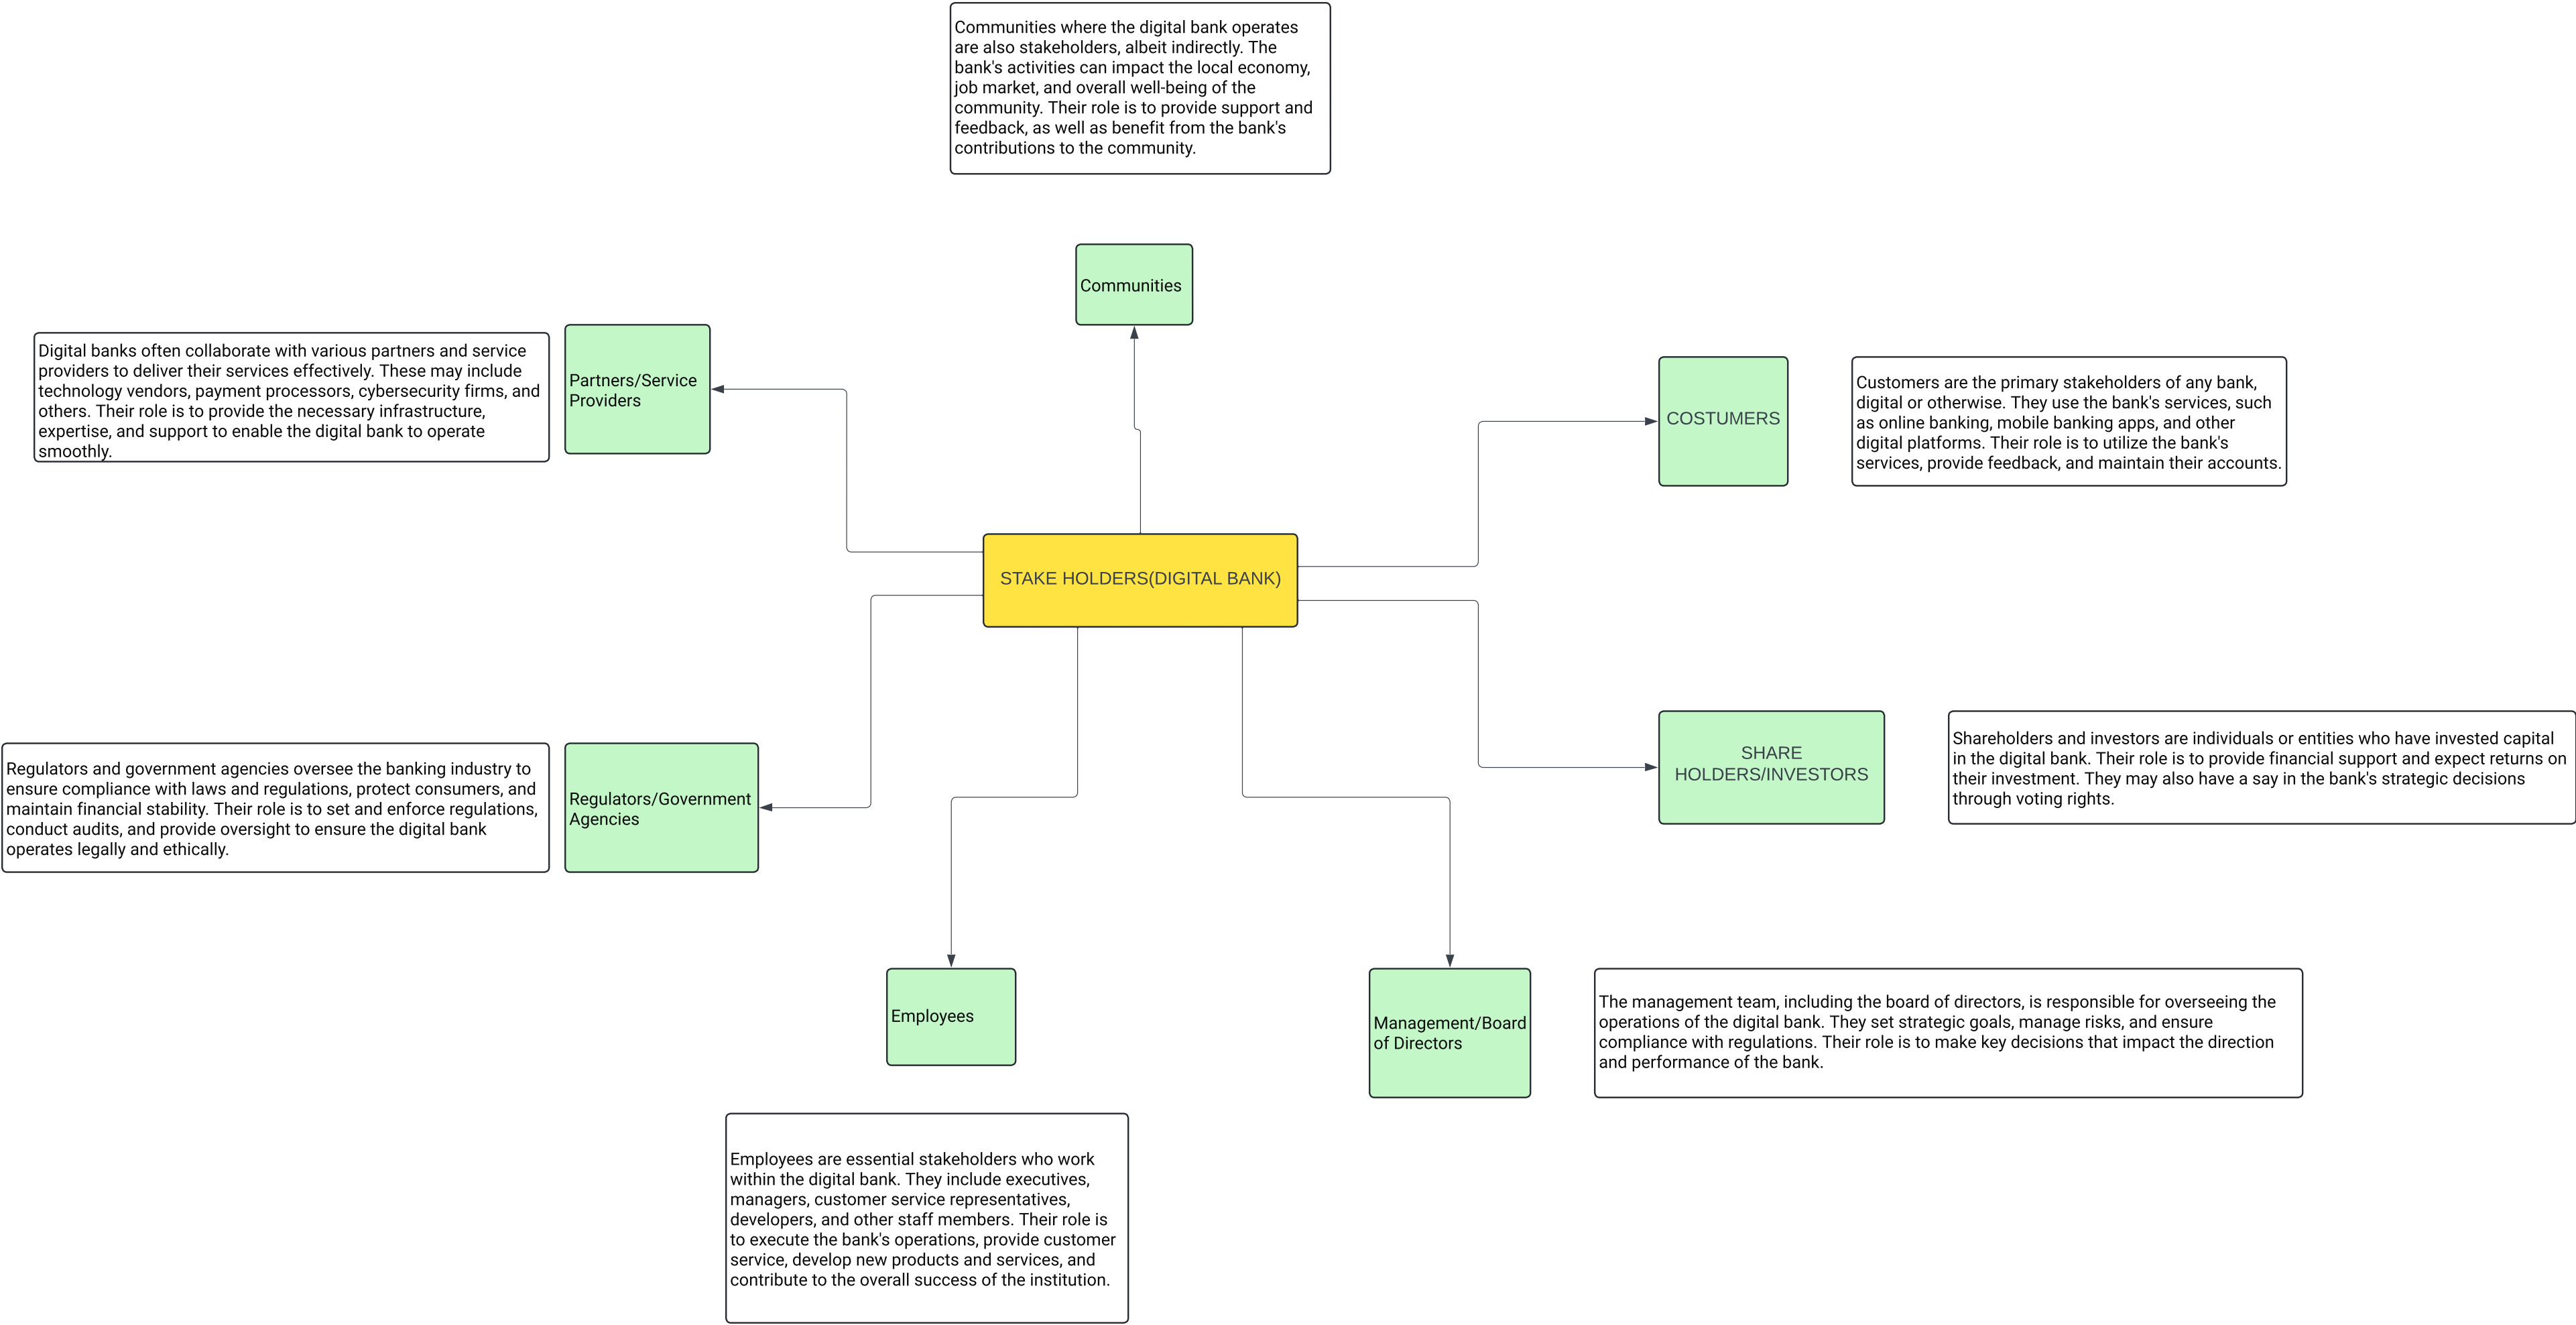 Communities where the digital bank operates
are also stakeholders, albeit indirectly. The
bank's activities can impact the local economy,
job market, and overall well-being of the
community. Their role is to provide support and
feedback, as well as benefit from the bank's
contributions to the community.
Communities
Digital banks often collaborate with various partners and service
providers to deliver their services effectively. These may include
technology vendors, payment processors, cybersecurity firms, and
others. Their role is to provide the necessary infrastructure,
expertise, and support to enable the digital bank to operate
smoothly.
Partners/Service
Providers
COSTUMERS
Customers are the primary stakeholders of any bank,
digital or otherwise. They use the bank's services, such
as online banking, mobile banking apps, and other
digital platforms. Their role is to utilize the bank's
services, provide feedback, and maintain their accounts.
STAKE HOLDERS(DIGITAL BANK)
Regulators and government agencies oversee the banking industry to
ensure compliance with laws and regulations, protect consumers, and
maintain financial stability. Their role is to set and enforce regulations,
conduct audits, and provide oversight to ensure the digital bank
operates legally and ethically.
Regulators/Government
Agencies
SHARE
HOLDERS/INVESTORS
Shareholders and investors are individuals or entities who have invested capital
in the digital bank. Their role is to provide financial support and expect returns on
their investment. They may also have a say in the bank's strategic decisions
through voting rights.
Employees
Management/Board
of Directors
The management team, including the board of directors, is responsible for overseeing the
operations of the digital bank. They set strategic goals, manage risks, and ensure
compliance with regulations. Their role is to make key decisions that impact the direction
and performance of the bank.
Employees are essential stakeholders who work
within the digital bank. They include executives,
managers, customer service representatives,
developers, and other staff members. Their role is
to execute the bank's operations, provide customer
service, develop new products and services, and
contribute to the overall success of the institution.